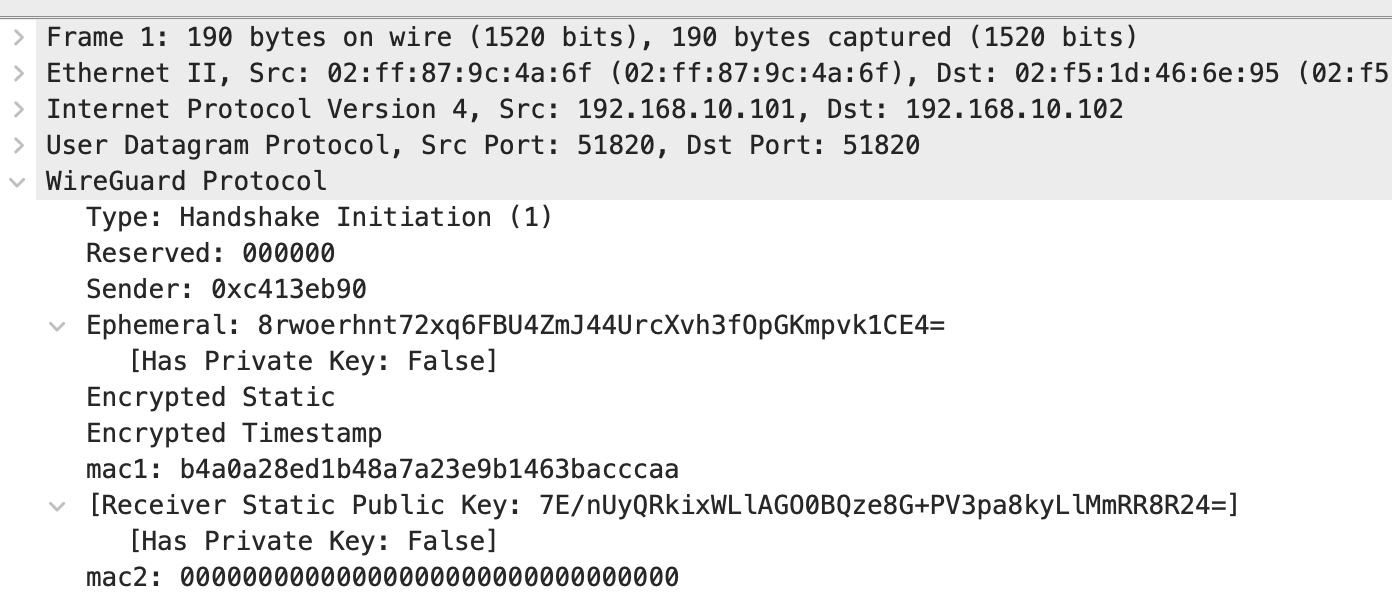 Frame 1: 190 bytes on wire (1520 bits), 190 bytes captured (1520 bits)
Ethernet II, Src: 02:ff:87:9c:4a:6f (02:ff:87:9c:4a:6f), Dst: 02:f5:1d:46:6e:95 (02:f5
Internet Protocol Version 4, Src: 192.168.10.101, Dst: 192.168.10.102
User Datagram Protocol, Src Port: 51820, Dst Port: 51820
WireGuard Protocol
Type: Handshake Initiation (1)
Reserved: 000000
Sender: 0xc413eb90
Ephemeral: 8rwoerhnt72xq6FBU4ZmJ44UrcXvh3fOpGKmpvk1CE4=
[Has Private Key: False]
Encrypted Static
Encrypted Timestamp
mac1: b4a0a28ed1b48a7a23e9b1463bacccaa
[Receiver Static Public Key: 7E/nUyQRkixWLlAGO0BQze8G+PV3pa8kyLlMmRR8R24=]
[Has Private Key: False]
mac2: 00000000000000000000000000000000